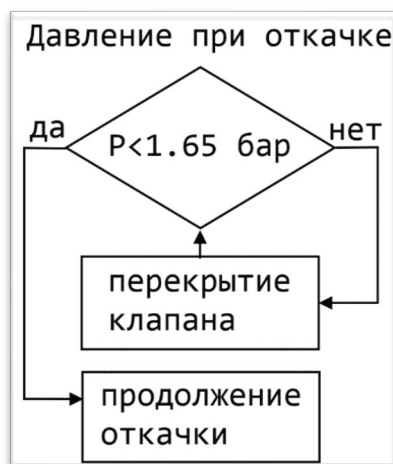 Давление при откачке
да
нет
P<1.65 бар
перекрытие
клапана
продолжение
откачки